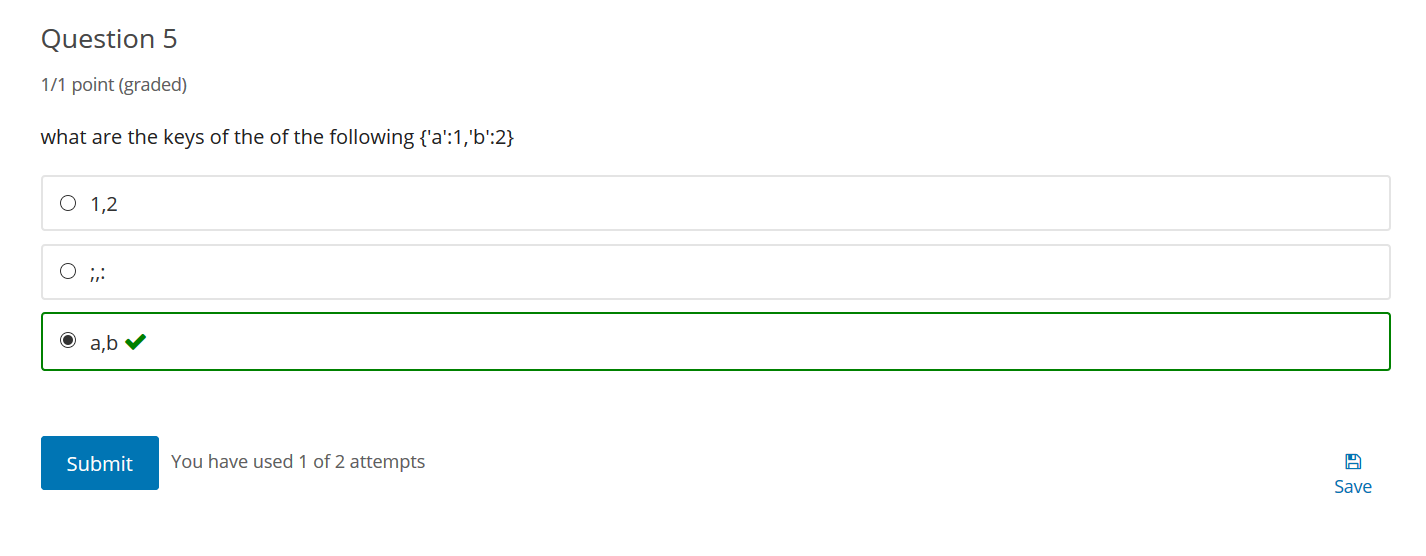 Question 5
1/1 point (graded)
what are the keys of the of the following {'a':1,'b':2}
1,2
;,:
a,b
Submit
You have used 1 of 2 attempts
Save